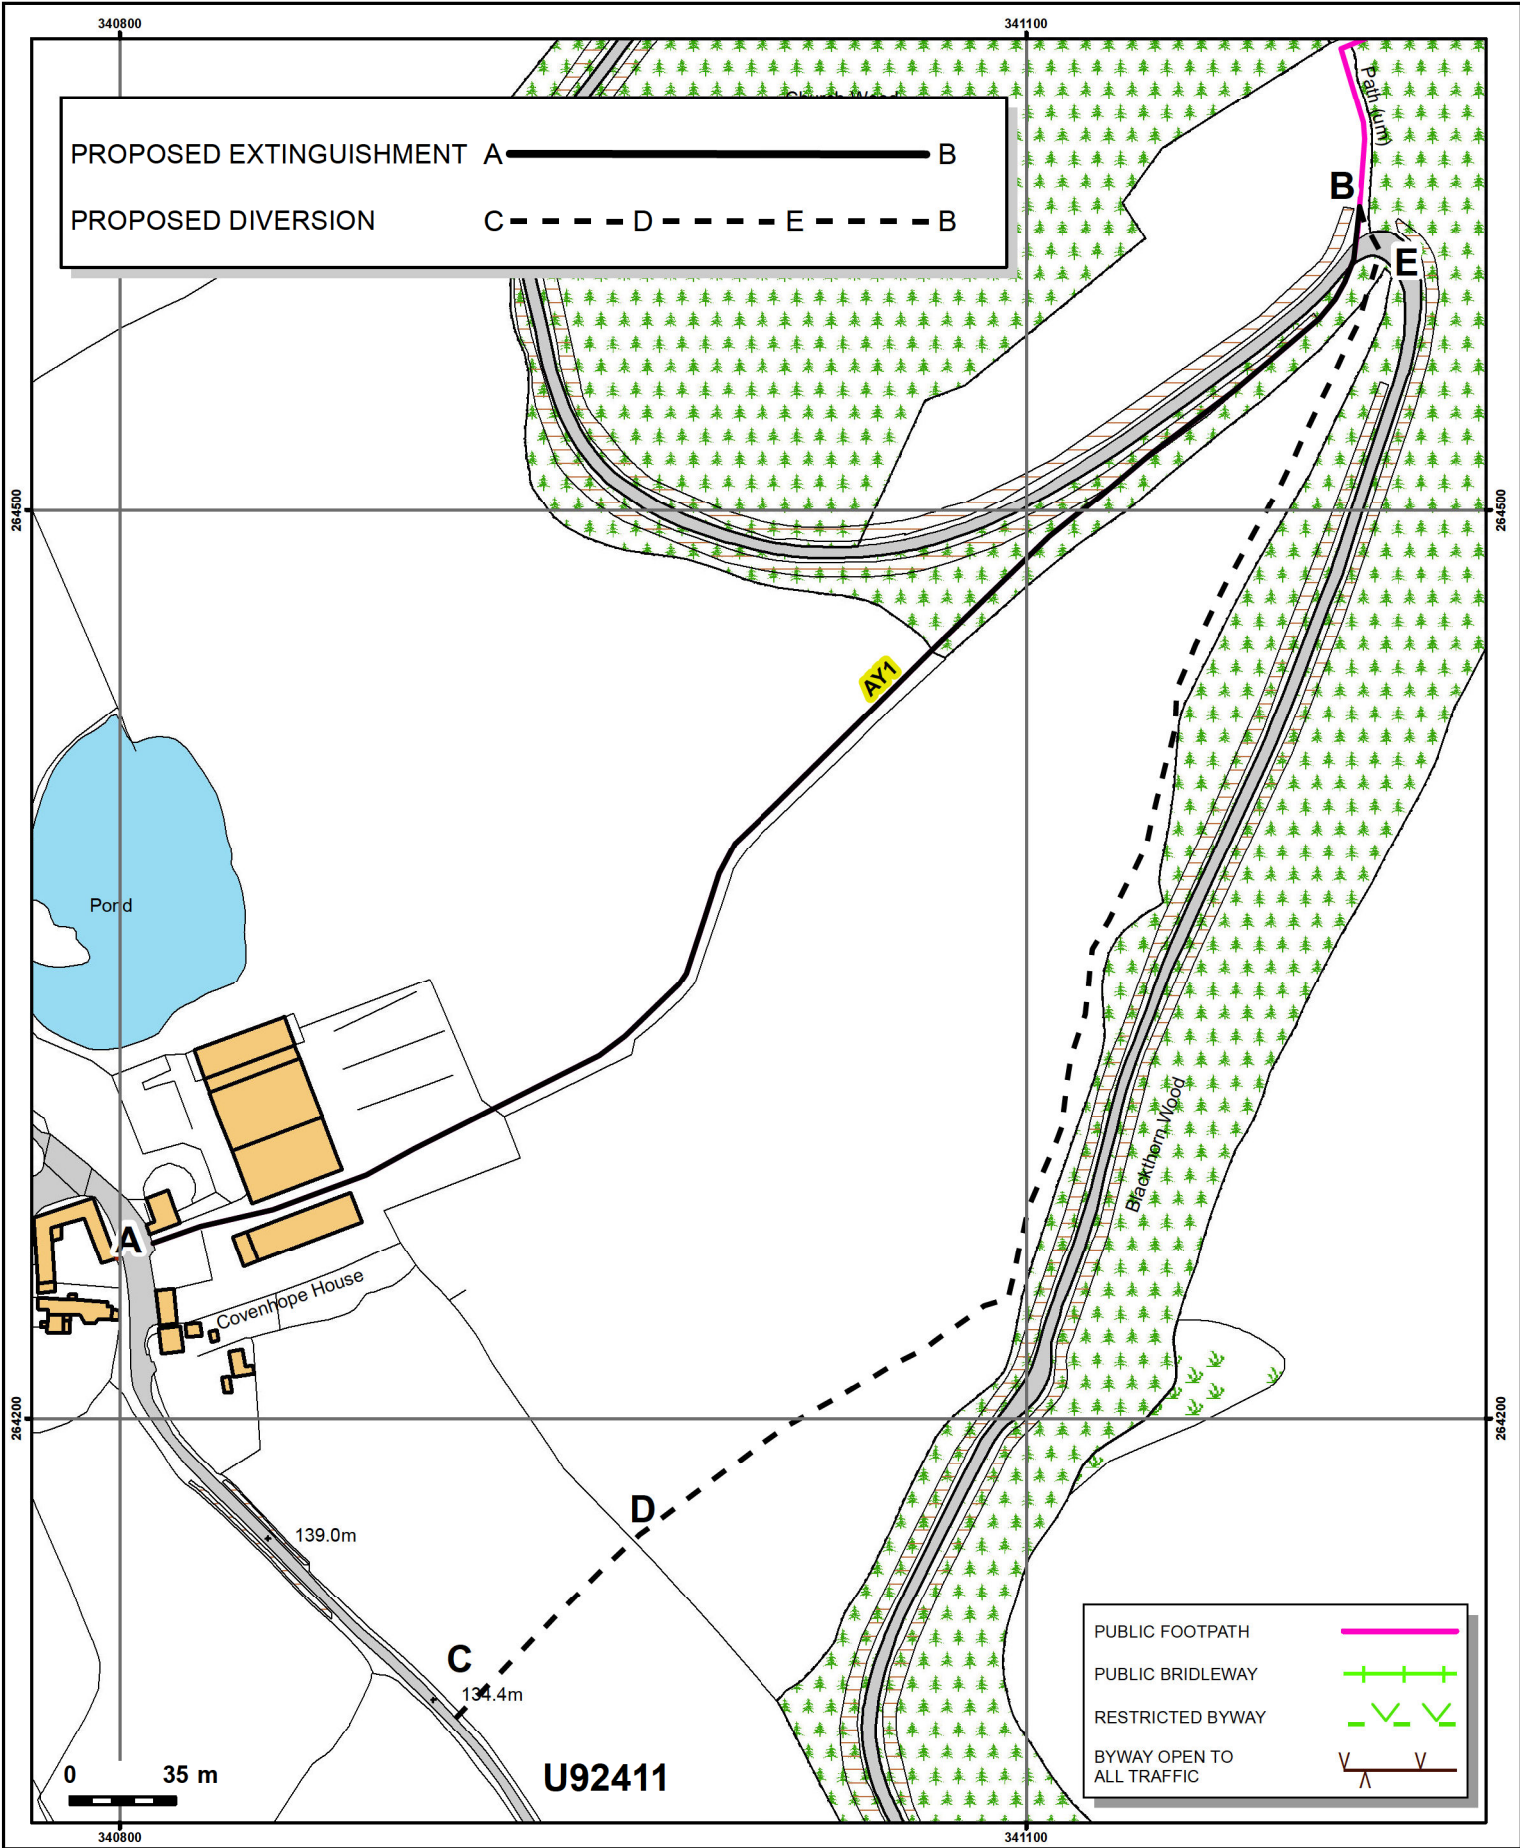 340800
341100
Church Wood
PROPOSED EXTINGUISHMENT A B
PROPOSED DIVERSION C D E B
Path (um)
B
E
264500
264500
AY1
Pond
Blackthorn Wood
A
Covenhope House
264200
264200
D
139.0m
C
134.4m
PUBLIC FOOTPATH
PUBLIC BRIDLEWAY
RESTRICTED BYWAY
BYWAY OPEN TO
ALL TRAFFIC
0 35 m
U92411
340800
341100